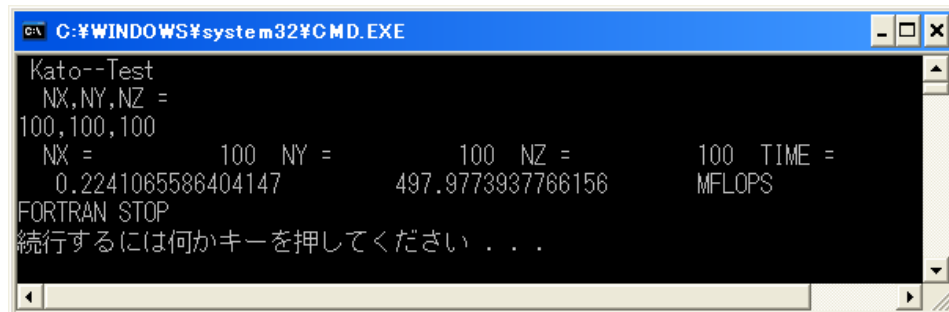 C:¥WINDOWS¥system32¥CMD.EXE
Kato--Test
NX,NY,NZ =
100,100,100
NX = 100 NY = 100 NZ = 100 TIME =
0.2241065586404147 497.9773937766156 MFLOPS
FORTRAN STOP
続行するには何かキーを押してください . . .